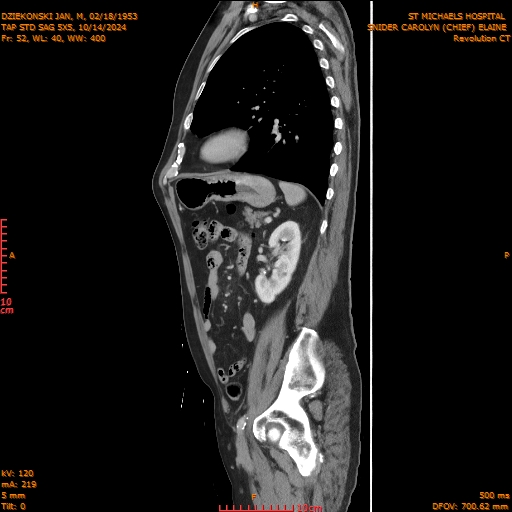 DZIEKONSKI JAN, M, 02/18/1953
TAP STD SAG 5X5, 10/14/2024
Fr: 52, WL: 40, WW: 400
H
ST MICHAELS HOSPITAL
SNIDER CAROLYN (CHIEF) ELAINE
Revolution CT
A
P
10
cm
kV: 120
mA: 219
5 mm
Tilt: 0
F
10cm
500 ms
DFOV: 700.62 mm